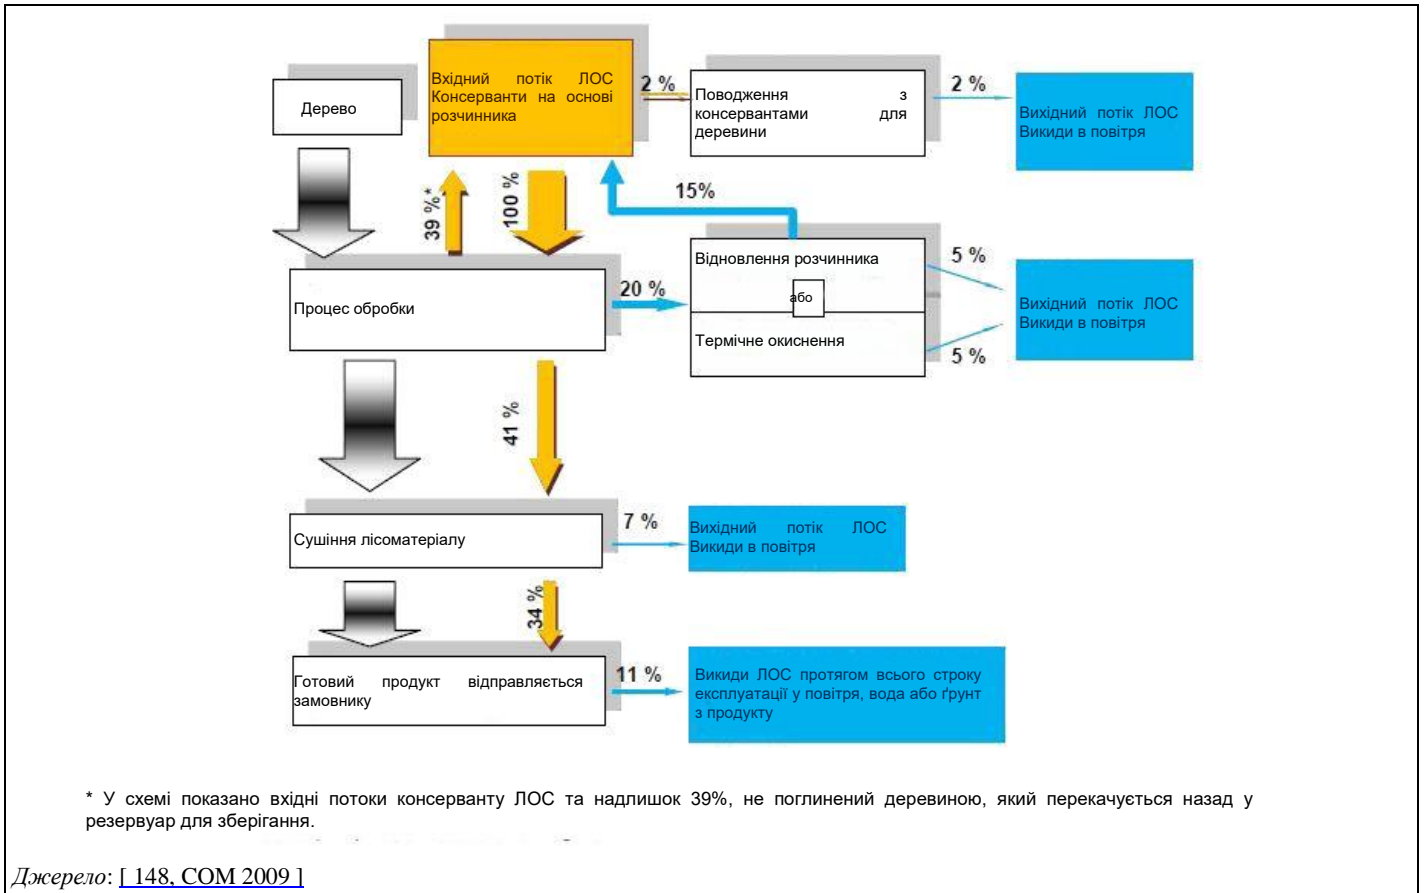 Дерево
Вхідний потік ЛОС
Консерванти на основі
розчинника
2 %
Поводження з
консервантами для
деревини
2 %
Вихідний потік ЛОС
Викиди в повітря
39 %*
100 %
15%
Процес обробки
20 %
Відновлення розчинника
або
Термічне окиснення
5 %
5 %
Вихідний потік ЛОС
Викиди в повітря
41 %
Сушіння лісоматеріалу
7 %
Вихідний потік ЛОС
Викиди в повітря
34 %
Готовий продукт відправляється
замовнику
11 %
Викиди ЛОС протягом всього строку
експлуатації у повітря, вода або ґрунт
з продукту
* У схемі показано вхідні потоки консерванту ЛОС та надлишок 39%, не поглинений деревиною, який перекачується назад у
резервуар для зберігання.
Джерело: [ 148, COM 2009 ]